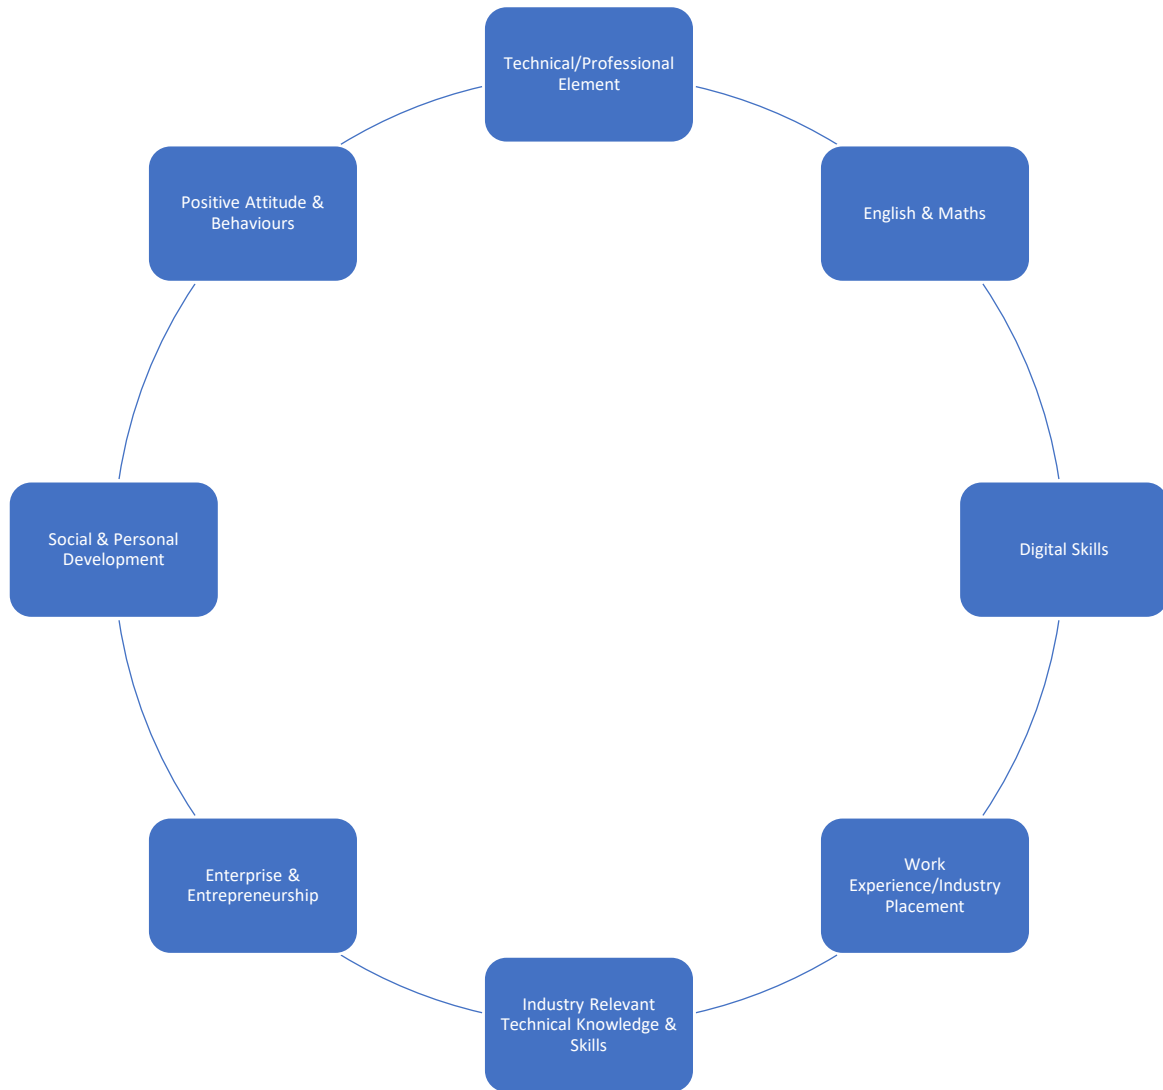 Technical/Professional
Element
English & Maths
Digital Skills
Work
Experience/Industry
Placement
Industry Relevant
Technical Knowledge &
Skills
Enterprise &
Entrepreneurship
Social & Personal
Development
Positive Attitude &
Behaviours